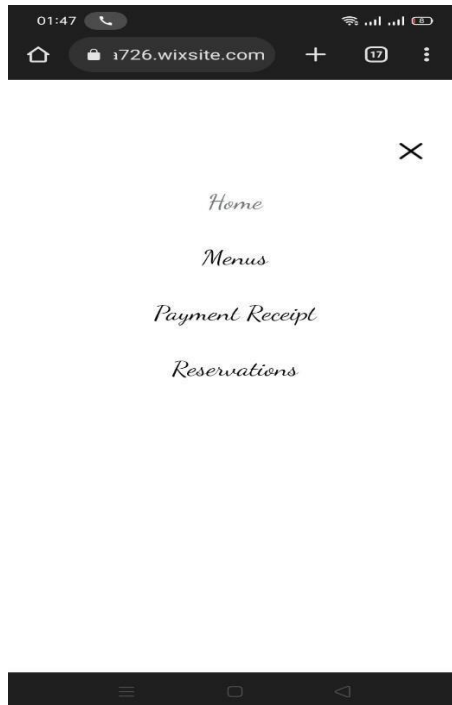 01:47
a726.wixsite.com
17
Home
Menus
Payment Receipt
Reservations